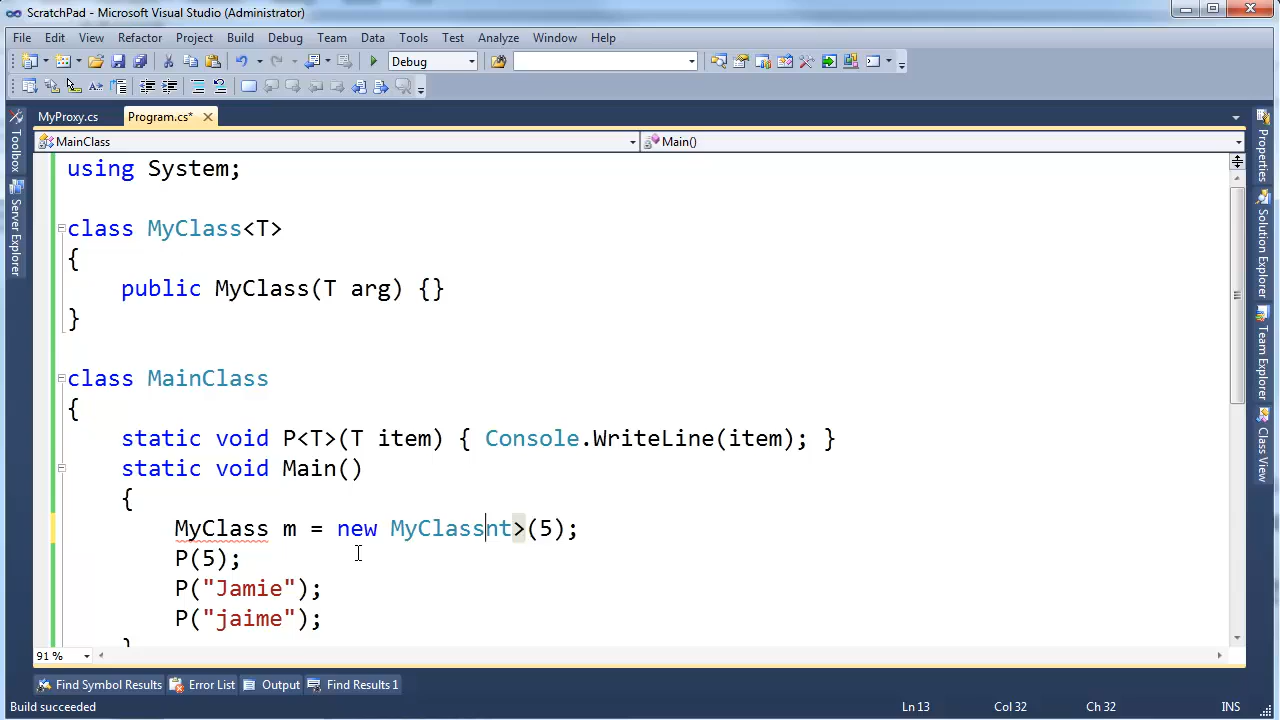 ScratchPad - Microsoft Visual Studio (Administrator)
File Edit View Refactor Project Build Debug Team Data Tools Test Analyze Window Help
Debug
MyProxy.cs Program.cs*
MainClass Main()
Toolbox
Server Explorer
using System;
class MyClass<T>
{
public MyClass(T arg) {}
}
class MainClass
{
static void P<T>(T item) { Console.WriteLine(item); }
static void Main()
{
MyClass m = new MyClassnt>(5);
P(5);
P("Jamie");
P("jaime");
}
Properties
Solution Explorer
Team Explorer
Class View
91 %
Find Symbol Results Error List Output Find Results 1
Build succeeded Ln 13 Col 32 Ch 32 INS